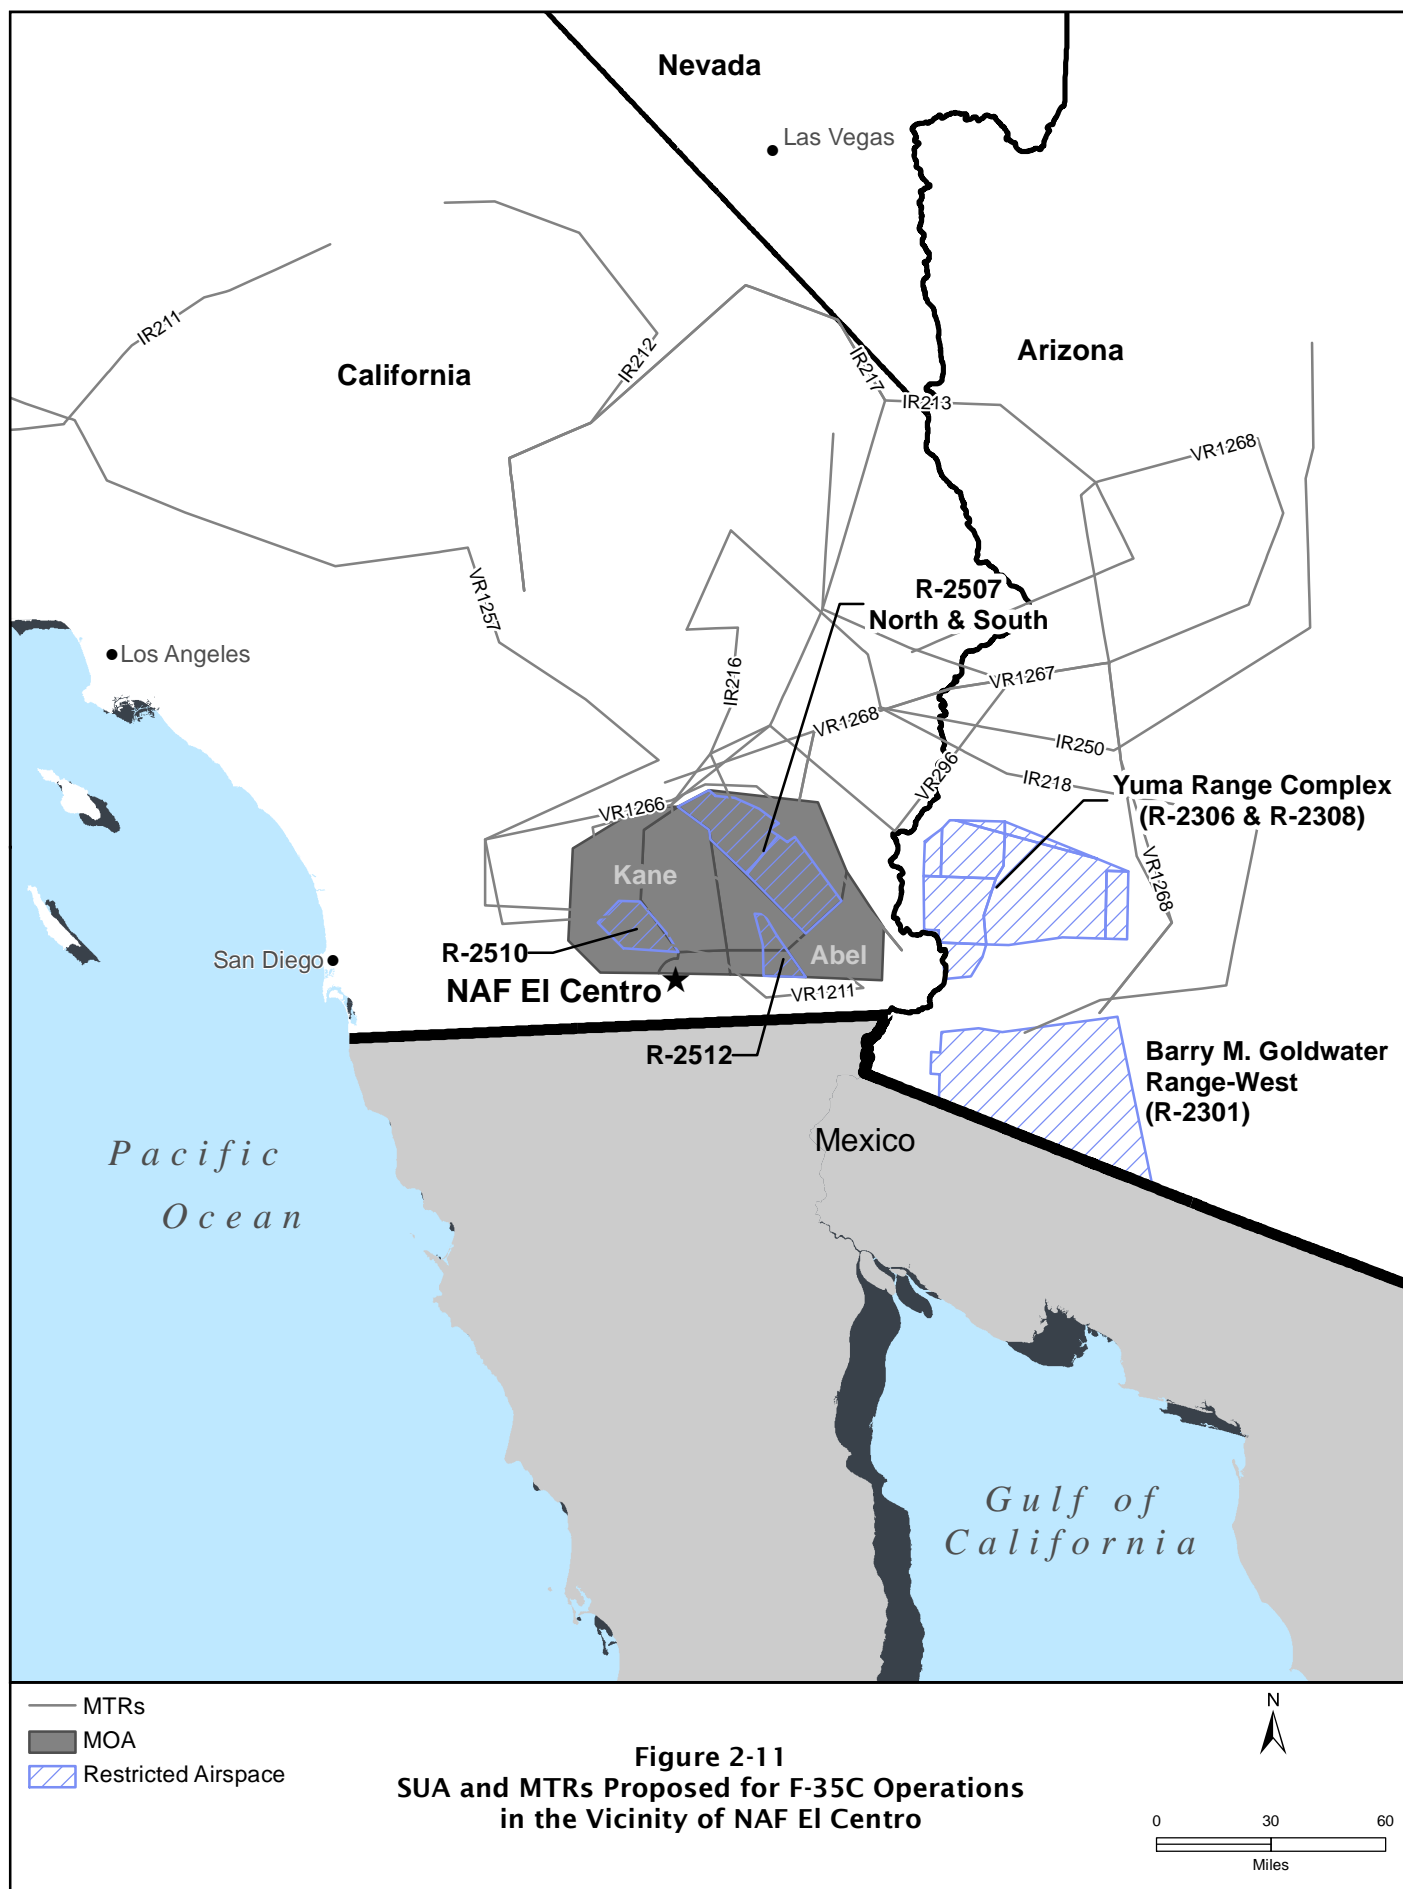 Nevada
Las Vegas
IR211
IR212
IR217
California
Arizona
IR213
VR1268
VR1257
R-2507
North & South
Los Angeles
IR216
VR1267
VR1268
IR250
VR296
IR218
Yuma Range Complex
(R-2306 & R-2308)
VR1266
Kane
VR1268
R-2510
Abel
San Diego
NAF El Centro
VR1211
R-2512
Barry M. Goldwater
Range-West
(R-2301)
Mexico
Pacific
Ocean
Gulf of
California
MTRs
MOA
Restricted Airspace
Figure 2-11
SUA and MTRs Proposed for F-35C Operations
in the Vicinity of NAF El Centro
N
0 30 60
Miles